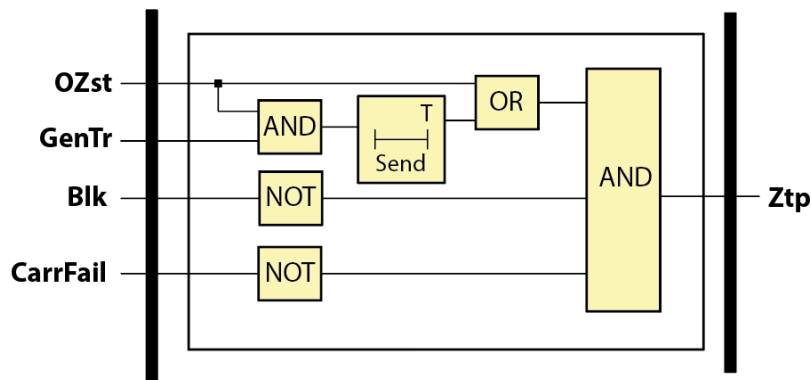 OZst
OR
T
AND
GenTr
Send
AND
Blk
NOT
Ztp
CarrFail
NOT